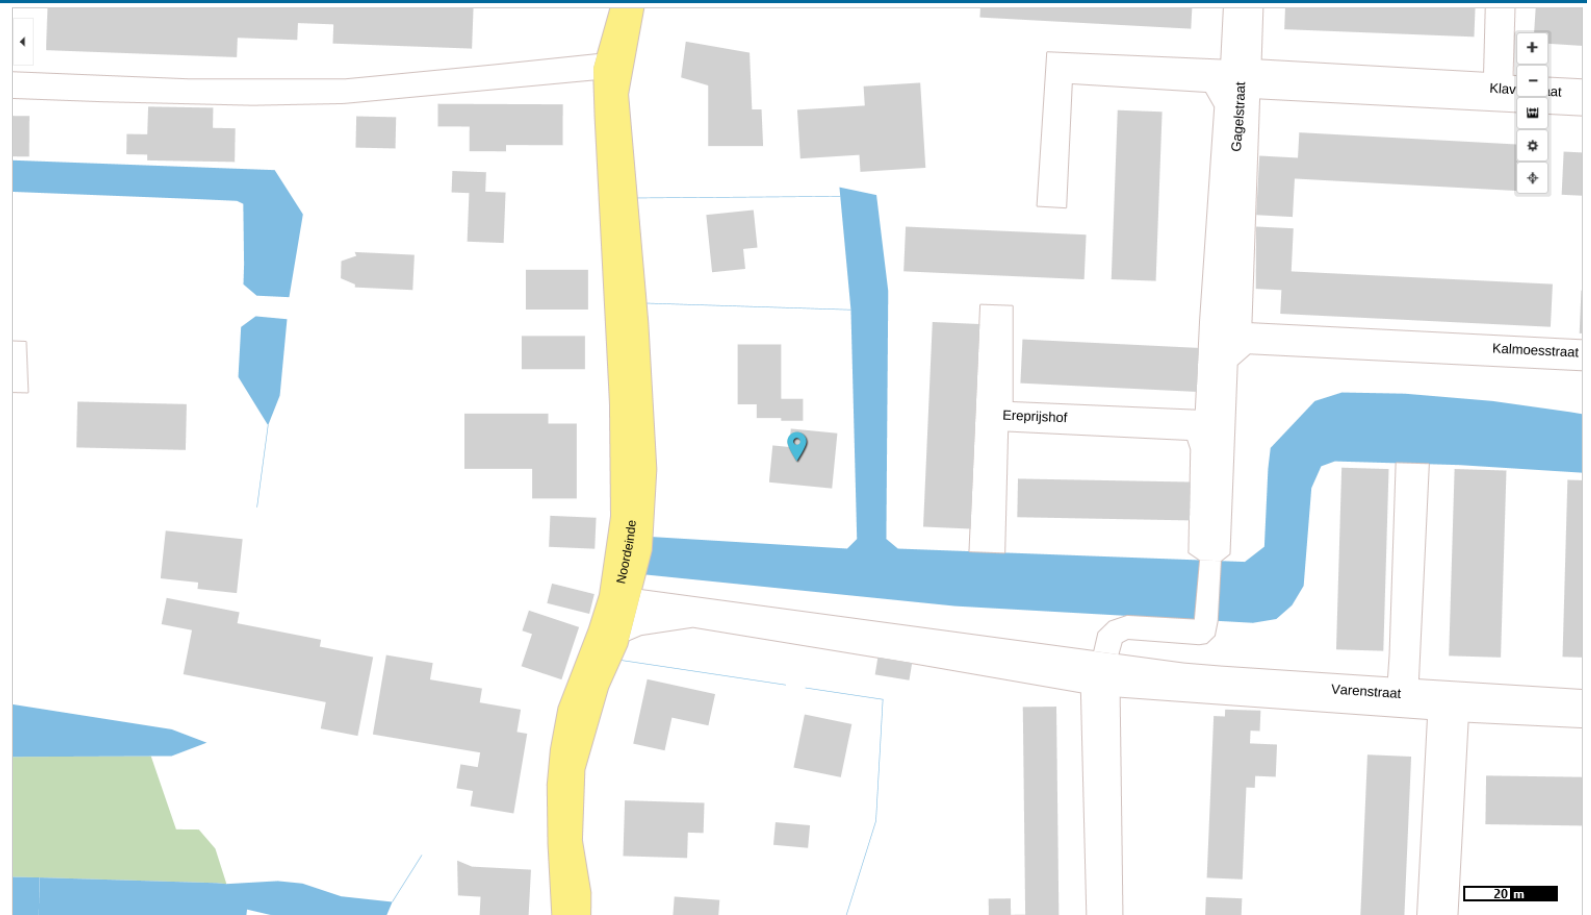 Gagelstraat
Kalmoesstraat
Ereprijshof
Noordeinde
Varenstraat
20 m